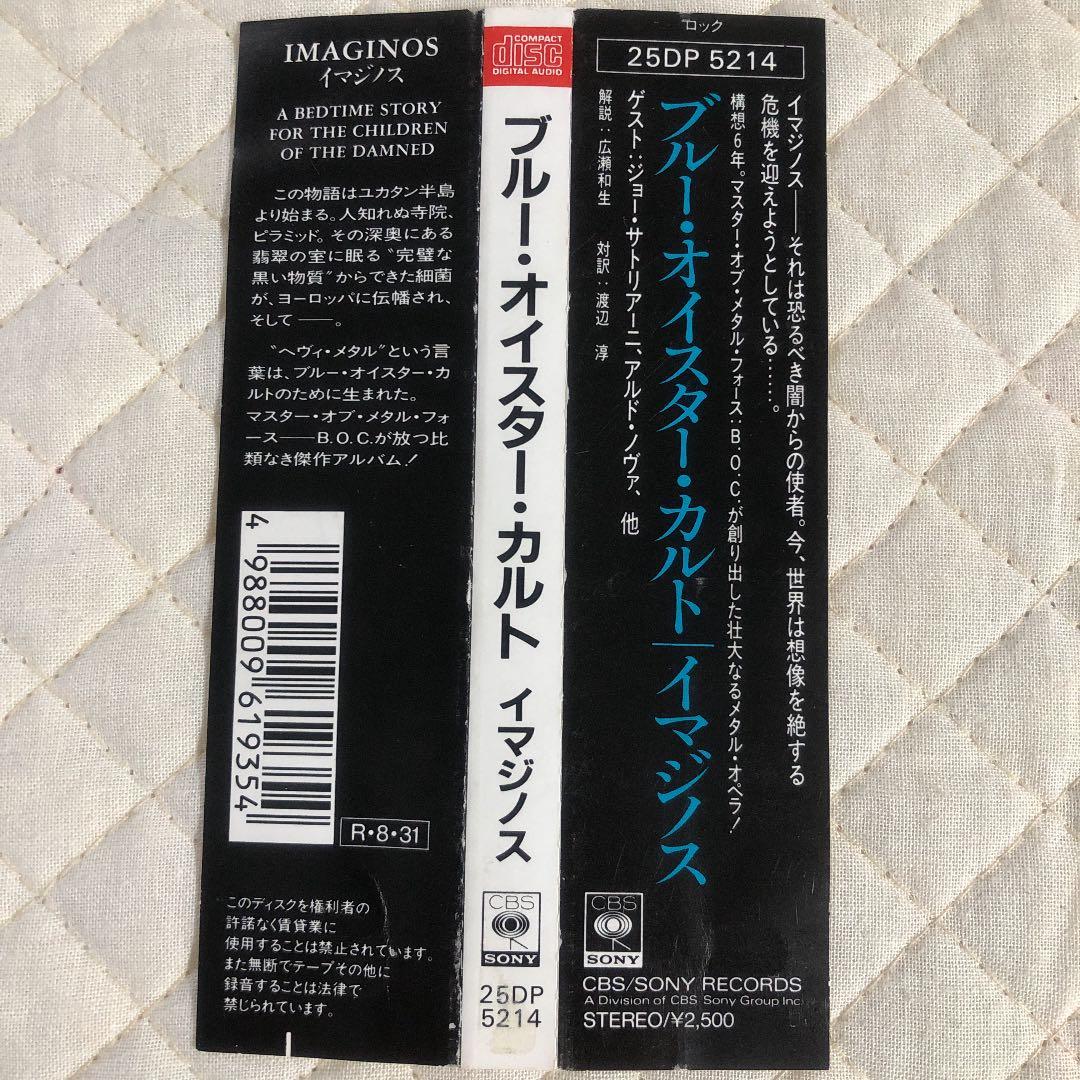 IMAGINOS
イマジノス
A BEDTIME STORY
FOR THE CHILDREN
OF THE DAMNED
この物語はユカタン半島
より始まる。人知れぬ寺院、
ピラミッド。その深奥にある
翡翠の室に眠る“完璧な
黒い物質”からできた細菌
が、ヨーロッパに伝幡され、
そして——。
“ヘヴィ・メタル”という言
葉は、ブルー・オイスター・カ
ルトのために生まれた。
マスター・オブ・メタル・フォ
ース——B.O.C.が放つ比
類なき傑作アルバム!
4 988009 619354
R・8・31
このディスクを権利者の
許諾なく賃貸業に
使用することは禁止されています。
また無断でテープその他に
録音することは法律で
禁じられています。
COMPACT
disc
DIGITAL AUDIO
ブルー・オイスター・カルト イマジノス
CBS
SONY
25DP
5214
ロック
25DP 5214
イマジノス——それは恐るべき闇からの使者。今、世界は想像を絶する
危機を迎えようとしている……。
構想6年。マスター・オブ・メタル・フォース:B.O.C.が創り出した壮大なるメタル・オペラ!
ブルー・オイスター・カルト|イマジノス
ゲスト:ジョー・サトリアーニ、アルド・ノヴァ、他
解説:広瀬和生 対訳:渡辺 淳
CBS
SONY
CBS/SONY RECORDS
A Division of CBS Sony Group Inc.
STEREO/¥2,500